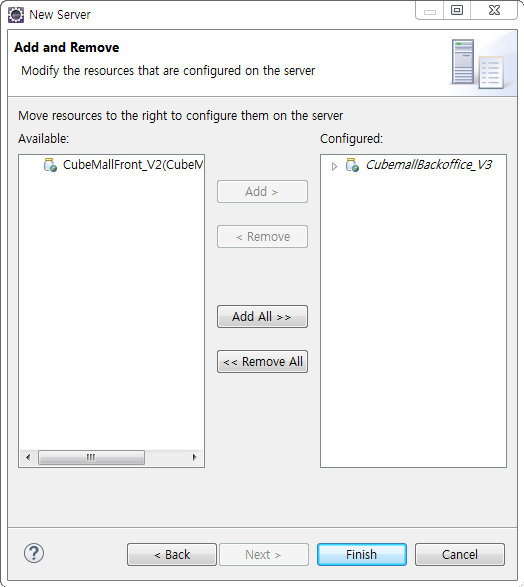 New Server
Add and Remove
Modify the resources that are configured on the server
Move resources to the right to configure them on the server
Available:
Configured:
CubeMallFront_V2(CubeM
CubemallBackoffice_V3
Add >
< Remove
Add All >>
<< Remove All
?
< Back
Next >
Finish
Cancel